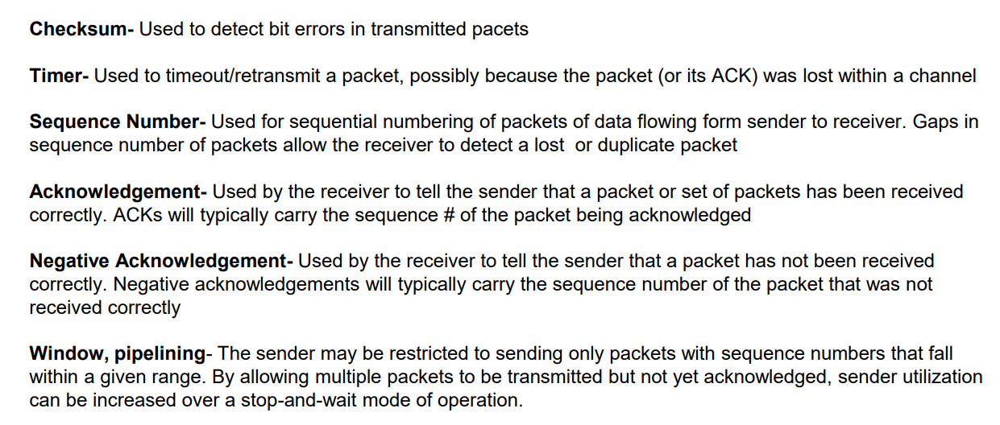 Checksum- Used to detect bit errors in transmitted pacets
Timer- Used to timeout/retransmit a packet, possibly because the packet (or its ACK) was lost within a channel
Sequence Number- Used for sequential numbering of packets of data flowing form sender to receiver. Gaps in
sequence number of packets allow the receiver to detect a lost  or duplicate packet
Acknowledgement- Used by the receiver to tell the sender that a packet or set of packets has been received
correctly. ACKs will typically carry the sequence # of the packet being acknowledged
Negative Acknowledgement- Used by the receiver to tell the sender that a packet has not been received
correctly. Negative acknowledgements will typically carry the sequence number of the packet that was not
received correctly
Window, pipelining- The sender may be restricted to sending only packets with sequence numbers that fall
within a given range. By allowing multiple packets to be transmitted but not yet acknowledged, sender utilization
can be increased over a stop-and-wait mode of operation.